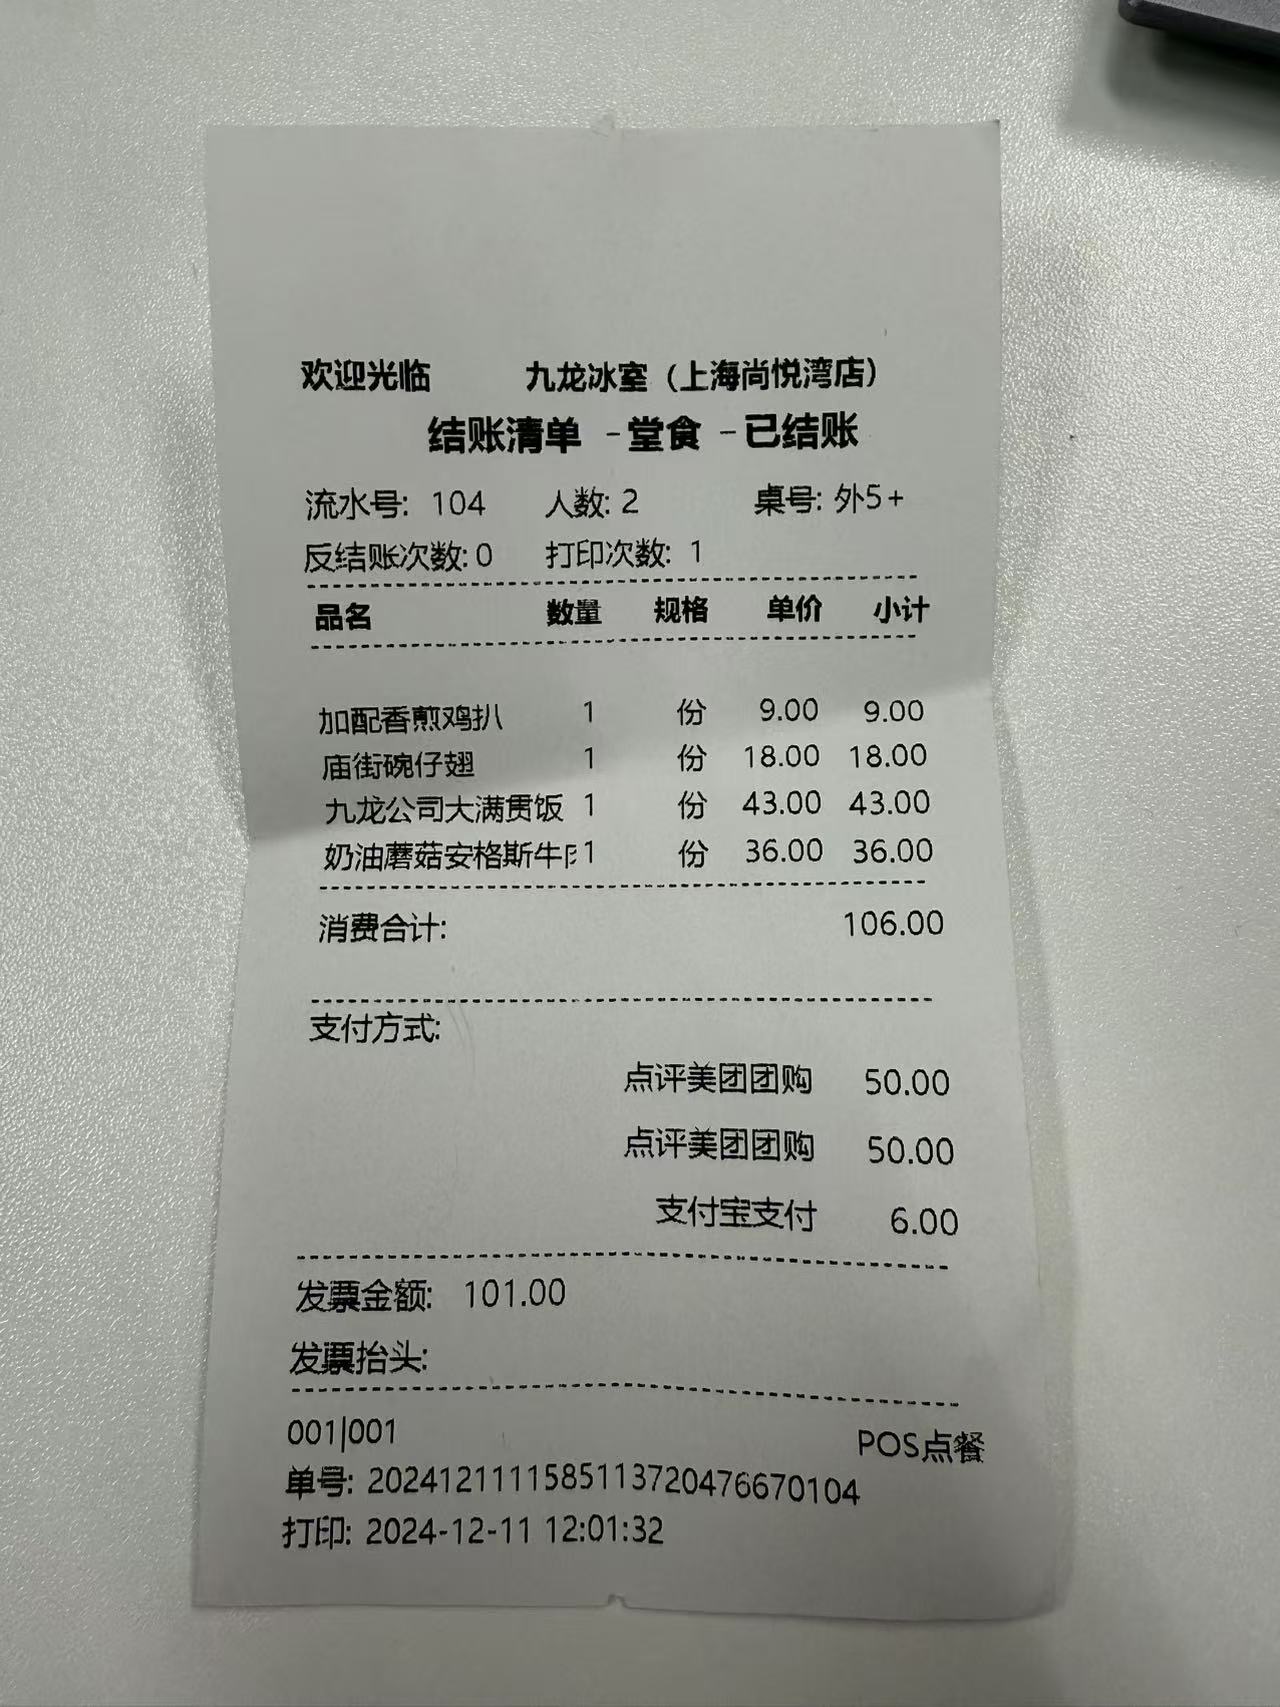 欢迎光临 九龙冰室（上海尚悦湾店）
结账清单 -堂食 -已结账
流水号: 104 人数: 2 桌号: 外5+
反结账次数: 0 打印次数: 1
品名 数量 规格 单价 小计
加配香煎鸡扒 1 份 9.00 9.00
庙街碗仔翅 1 份 18.00 18.00
九龙公司大满贯饭 1 份 43.00 43.00
奶油蘑菇安格斯牛 1 份 36.00 36.00
消费合计: 106.00
支付方式:
点评美团团购 50.00
点评美团团购 50.00
支付宝支付 6.00
发票金额: 101.00
发票抬头:
001|001
POS点餐
单号: 2024121111585113720476670104
打印: 2024-12-11 12:01:32